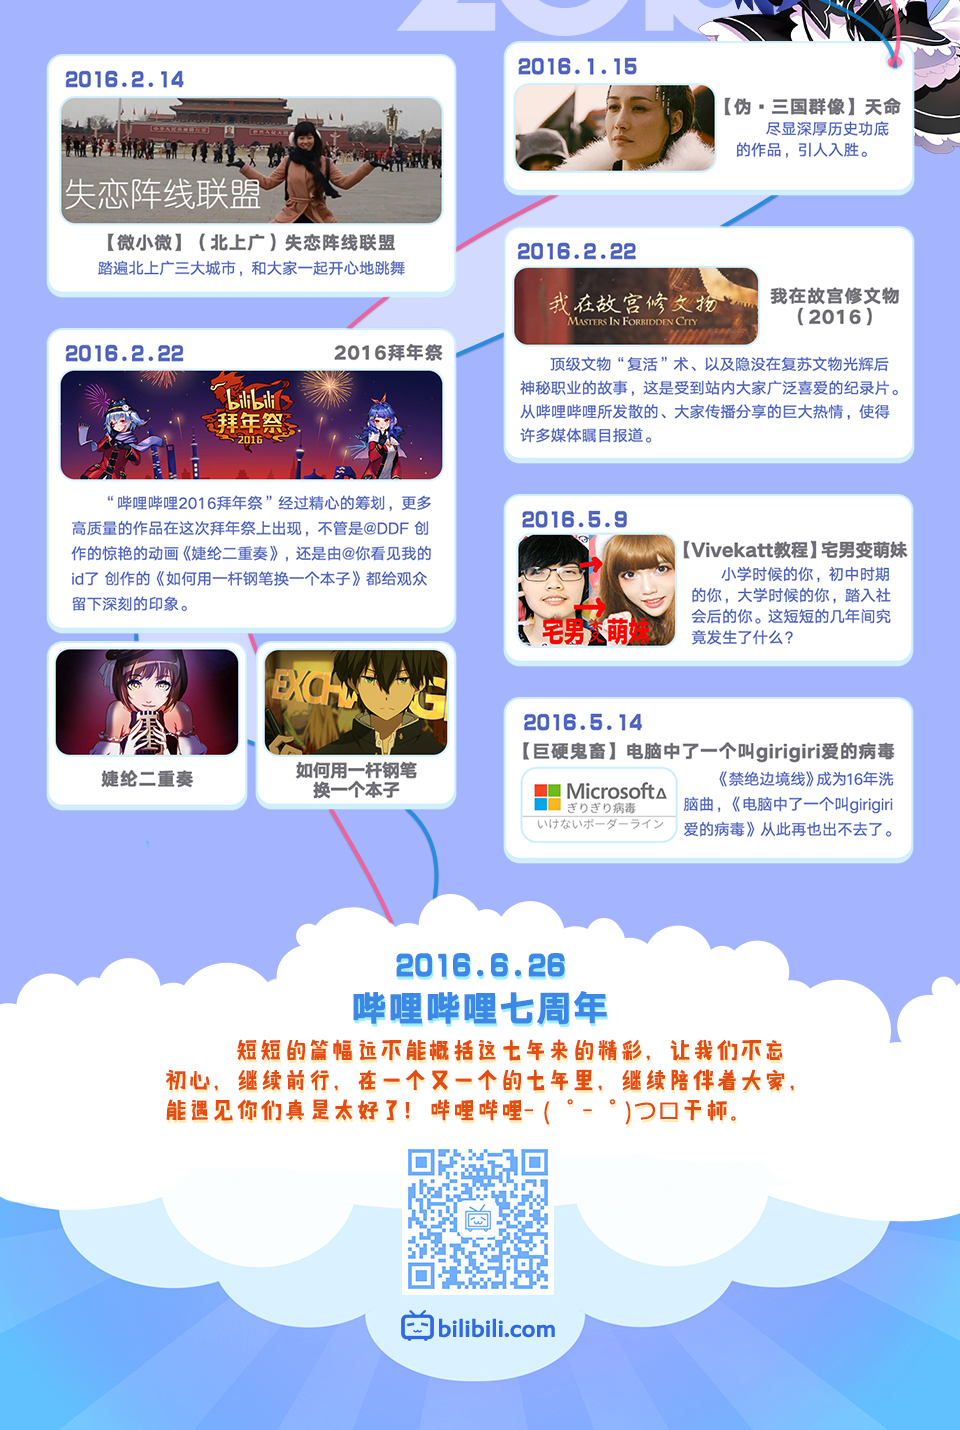 2016.2.14
失恋阵线联盟
【微小微】（北上广）失恋阵线联盟
踏遍北上广三大城市，和大家一起开心地跳舞
2016.1.15
【伪·三国群像】天命
尽显深厚历史功底
的作品，引人入胜。
2016.2.22
我在故宫修文物
MASTERS IN FORBIDDEN CITY
我在故宫修文物
（2016）
顶级文物“复活”术、以及隐没在复苏文物光辉后
神秘职业的故事，这是受到站内大家广泛喜爱的纪录片。
从哔哩哔哩所发散的、大家传播分享的巨大热情，使得
许多媒体瞩目报道。
2016.2.22
2016拜年祭
bilibili
拜年祭
2016
“哔哩哔哩2016拜年祭”经过精心的筹划，更多
高质量的作品在这次拜年祭上出现，不管是@DDF 创
作的惊艳的动画《婕纶二重奏》，还是由@你看见我的
id了 创作的《如何用一杆钢笔换一个本子》都给观众
留下深刻的印象。
婕纶二重奏
如何用一杆钢笔
换一个本子
2016.5.9
宅男变萌妹
【Vivekatt教程】宅男变萌妹
小学时候的你，初中时期
的你，大学时候的你，踏入社
会后的你。这短短的几年间究
竟发生了什么？
2016.5.14
【巨硬鬼畜】电脑中了一个叫girigiri爱的病毒
Microsoft△
ぎりぎり病毒
いけないボーダーライン
《禁绝边境线》成为16年洗
脑曲，《电脑中了一个叫girigiri
爱的病毒》从此再也出不去了。
2016.6.26
哔哩哔哩七周年
短短的篇幅远不能概括这七年来的精彩，让我们不忘
初心，继续前行，在一个又一个的七年里，继续陪伴着大家，
能遇见你们真是太好了！哔哩哔哩-( ゜- ゜)つロ干杯。
bilibili.com